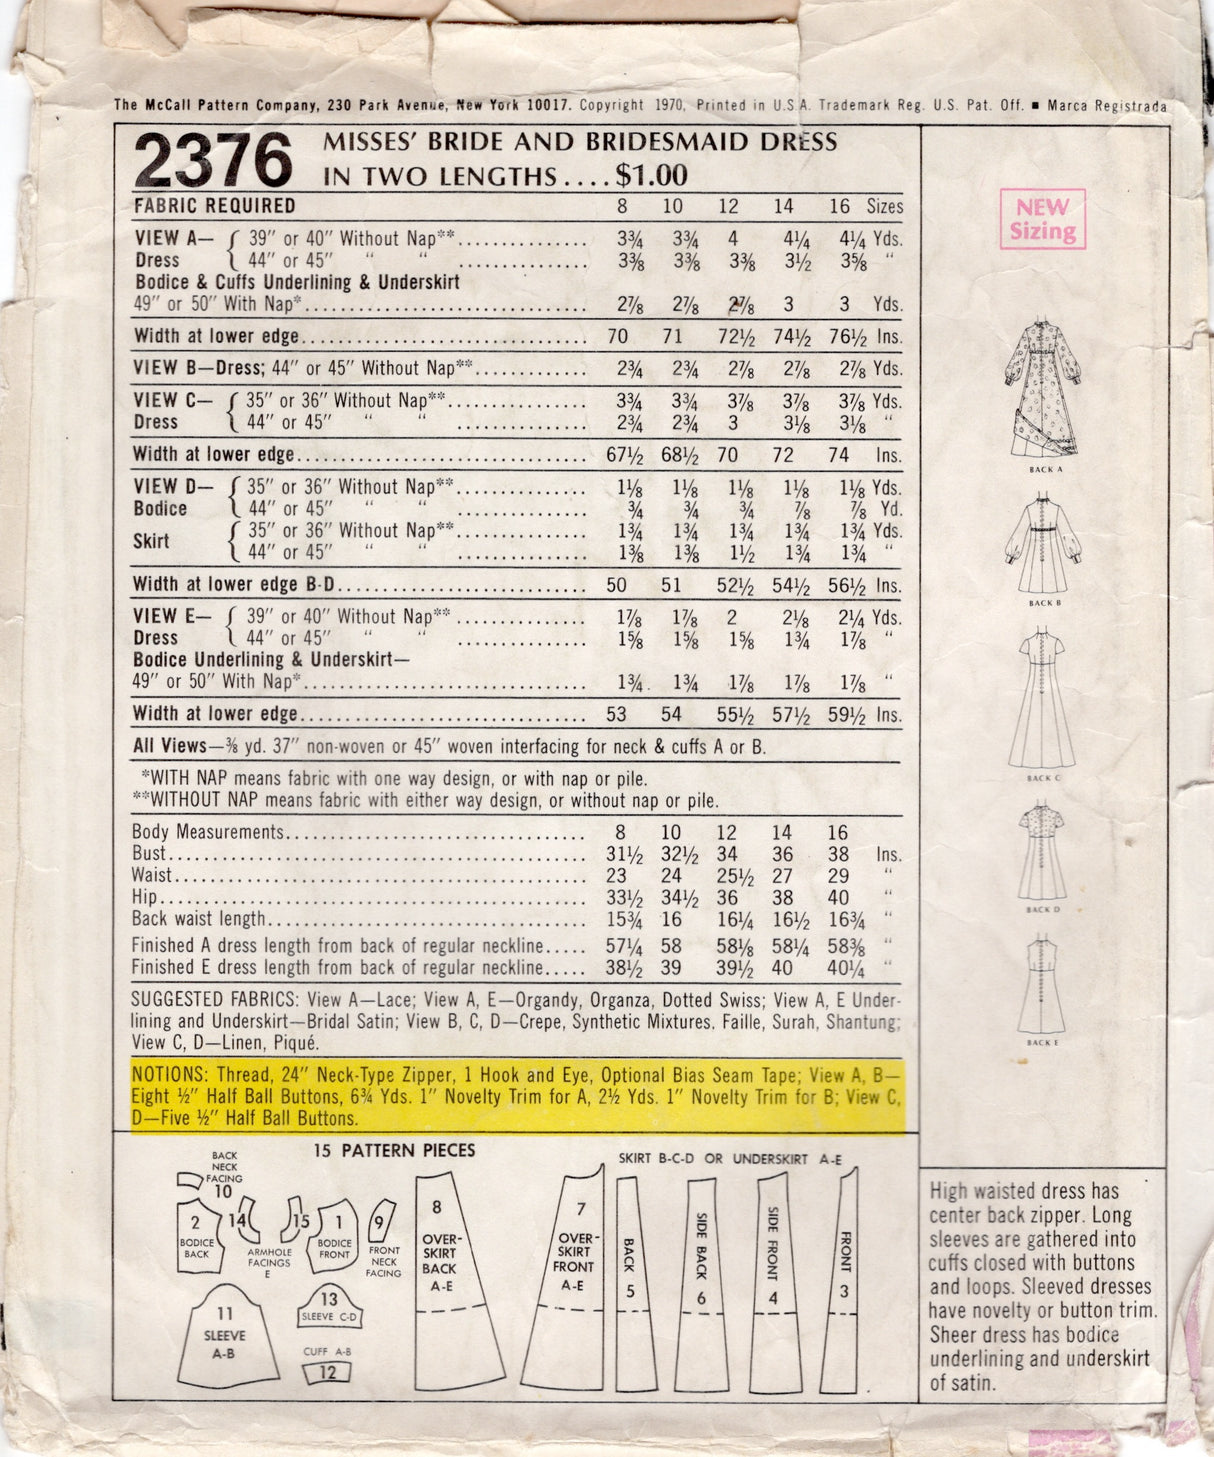 The McCall Pattern Company, 230 Park Avenue, New York 10017. Copyright 1970, Printed in U.S.A. Trademark Reg. U.S. Pat. Off. ■ Marca Registrada
2376 MISSES' BRIDE AND BRIDESMAID DRESS
IN TWO LENGTHS....$1.00
FABRIC REQUIRED 8 10 12 14 16 Sizes
VIEW A— { 39" or 40" Without Nap**............... 3¾ 3¾ 4 4¼ 4¼ Yds.
Dress { 44" or 45" " " ............... 3⅜ 3⅜ 3⅜ 3½ 3⅝ "
Bodice & Cuffs Underlining & Underskirt
49" or 50" With Nap*................................. 2⅞ 2⅞ 2⅞ 3 3 Yds.
Width at lower edge................................. 70 71 72½ 74½ 76½ Ins.
VIEW B—Dress; 44" or 45" Without Nap**............. 2¾ 2¾ 2⅞ 2⅞ 2⅞ Yds.
VIEW C— { 35" or 36" Without Nap**............... 3¾ 3¾ 3⅞ 3⅞ 3⅞ Yds.
Dress { 44" or 45" " " ............... 2¾ 2¾ 3 3⅛ 3⅛ "
Width at lower edge................................. 67½ 68½ 70 72 74 Ins.
VIEW D— { 35" or 36" Without Nap**............... 1⅛ 1⅛ 1⅛ 1⅛ 1⅛ Yds.
Bodice { 44" or 45" " " ............... ¾ ¾ ¾ ⅞ ⅞ Yd.
Skirt { 35" or 36" Without Nap**............... 1¾ 1¾ 1¾ 1¾ 1¾ Yds.
{ 44" or 45" " " ............... 1⅜ 1⅜ 1½ 1¾ 1¾ "
Width at lower edge B-D............................. 50 51 52½ 54½ 56½ Ins.
VIEW E— { 39" or 40" Without Nap** ............... 1⅞ 1⅞ 2 2⅛ 2¼ Yds.
Dress { 44" or 45" " " ............... 1⅝ 1⅝ 1⅝ 1¾ 1⅞ "
Bodice Underlining & Underskirt—
49" or 50" With Nap*................................. 1¾ 1¾ 1⅞ 1⅞ 1⅞ "
Width at lower edge................................. 53 54 55½ 57½ 59½ Ins.
All Views—⅜ yd. 37" non-woven or 45" woven interfacing for neck & cuffs A or B.
*WITH NAP means fabric with one way design, or with nap or pile.
**WITHOUT NAP means fabric with either way design, or without nap or pile.
Body Measurements.................................. 8 10 12 14 16
Bust................................................ 31½ 32½ 34 36 38 Ins.
Waist............................................... 23 24 25½ 27 29 "
Hip................................................. 33½ 34½ 36 38 40 "
Back waist length................................... 15¾ 16 16¼ 16½ 16¾ "
Finished A dress length from back of regular neckline..... 57¼ 58 58⅛ 58¼ 58⅜ "
Finished E dress length from back of regular neckline..... 38½ 39 39½ 40 40¼ "
SUGGESTED FABRICS: View A—Lace; View A, E—Organdy, Organza, Dotted Swiss; View A, E Under-
lining and Underskirt—Bridal Satin; View B, C, D—Crepe, Synthetic Mixtures, Faille, Surah, Shantung;
View C, D—Linen, Piqué.
NOTIONS: Thread, 24" Neck-Type Zipper, 1 Hook and Eye, Optional Bias Seam Tape; View A, B—
Eight ½" Half Ball Buttons, 6¾ Yds. 1" Novelty Trim for A, 2½ Yds. 1" Novelty Trim for B; View C,
D—Five ½" Half Ball Buttons.
15 PATTERN PIECES
BACK
NECK
FACING
10
2
BODICE
BACK
14
15
ARMHOLE
FACINGS
E
1
BODICE
FRONT
9
FRONT
NECK
FACING
11
SLEEVE
A-B
13
SLEEVE C-D
CUFF A-B
12
8
OVER-
SKIRT
BACK
A-E
7
OVER-
SKIRT
FRONT
A-E
SKIRT B-C-D OR UNDERSKIRT A-E
BACK
5
SIDE BACK
6
SIDE FRONT
4
FRONT
3
NEW
Sizing
BACK A
BACK B
BACK C
BACK D
BACK E
High waisted dress has
center back zipper. Long
sleeves are gathered into
cuffs closed with buttons
and loops. Sleeved dresses
have novelty or button trim.
Sheer dress has bodice
underlining and underskirt
of satin.